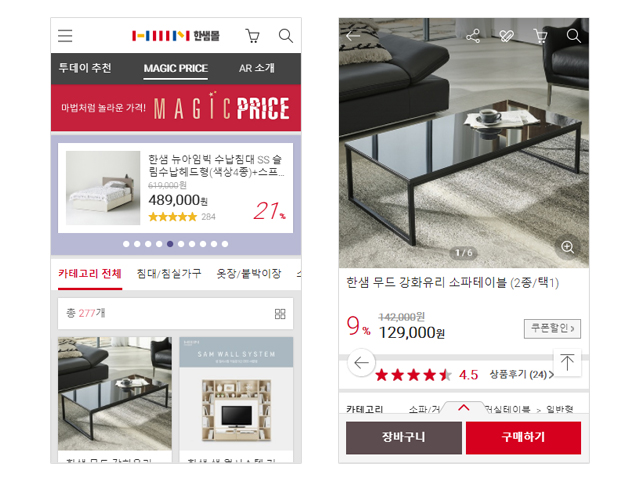 한샘몰
투데이 추천 MAGIC PRICE AR 소개
마법처럼 놀라운 가격! MAGIC PRICE
한샘 뉴아임빅 수납침대 SS 슬
림수납헤드형(색상4종)+스프...
619,000원
489,000원
284
21%
카테고리 전체 침대/침실가구 옷장/붙박이장
총 277개
SAM WALL SYSTEM
1/6
한샘 무드 강화유리 소파테이블 (2종/택1)
9%
142,000원
129,000원
쿠폰할인>
4.5 상품후기 (24)>
카테고리 소파/거 거실테이블 > 일반형
장바구니 구매하기